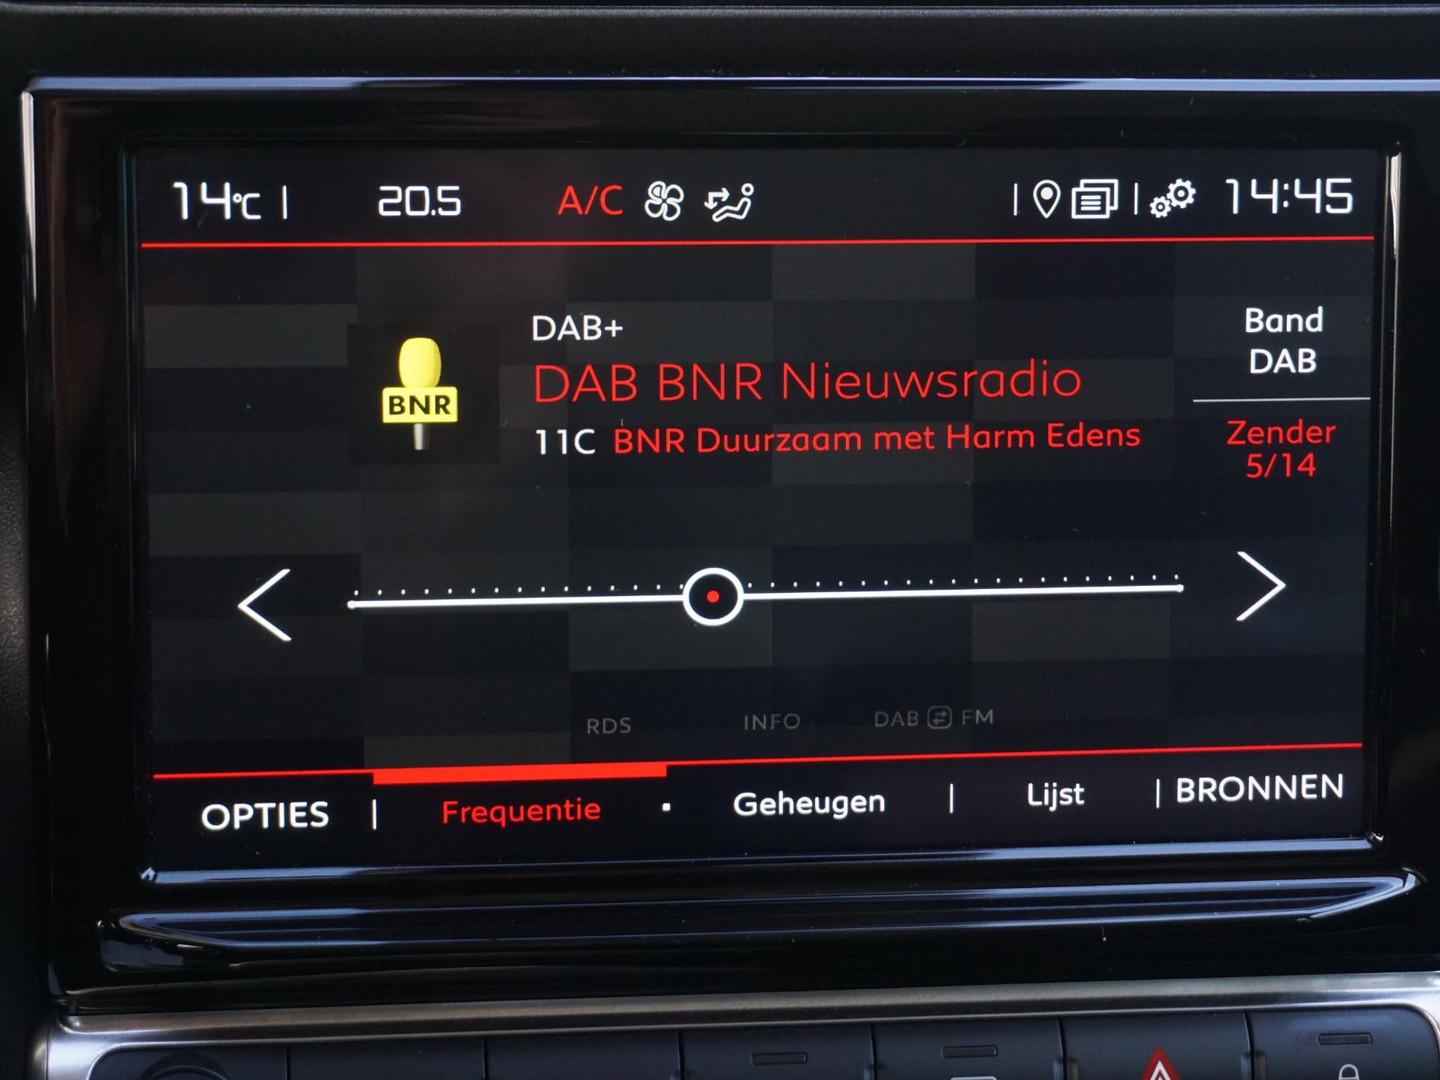 14°C | 20.5 A/C | | 14:45
DAB+
DAB BNR Nieuwsradio
11C BNR Duurzaam met Harm Edens
BNR
Band
DAB
Zender
5/14
RDS INFO DAB FM
OPTIES | Frequentie · Geheugen | Lijst | BRONNEN